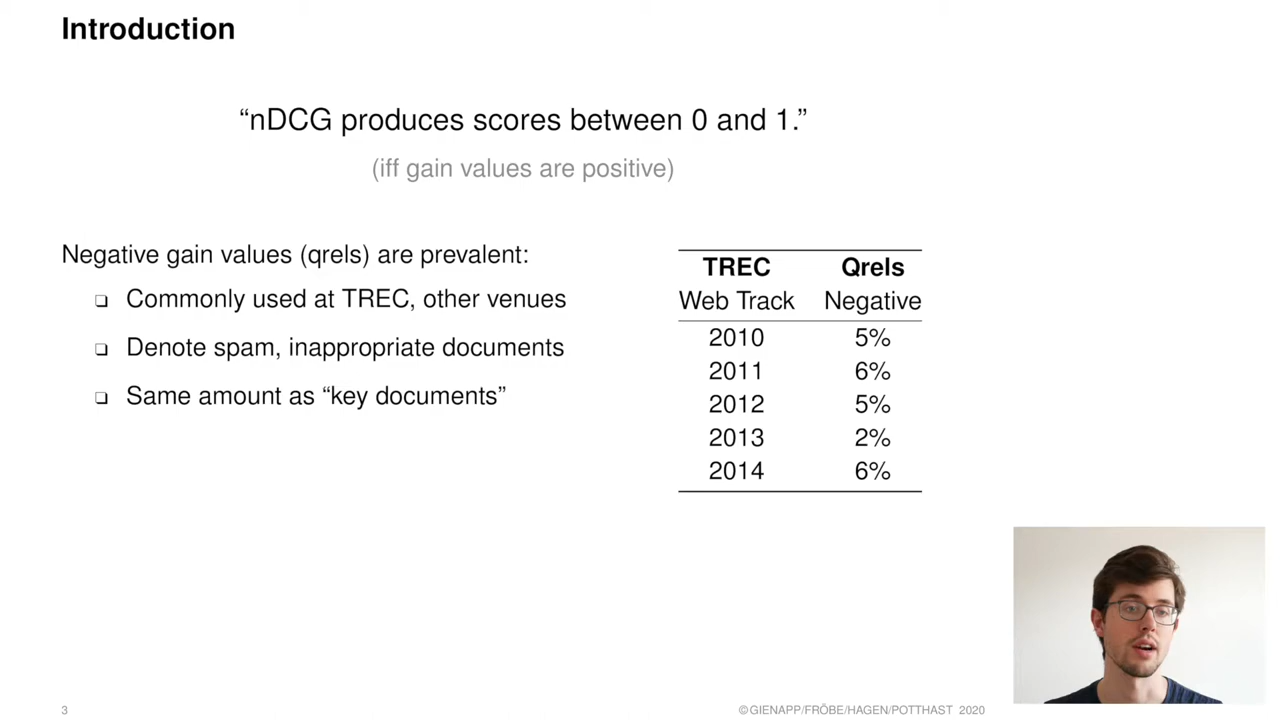 Introduction
“nDCG produces scores between 0 and 1.”
(iff gain values are positive)
Negative gain values (qrels) are prevalent:
❑ Commonly used at TREC, other venues
❑ Denote spam, inappropriate documents
❑ Same amount as “key documents”
TREC Qrels
Web Track Negative
2010 5%
2011 6%
2012 5%
2013 2%
2014 6%
3 ©GIENAPP/FRÖBE/HAGEN/POTTHAST 2020